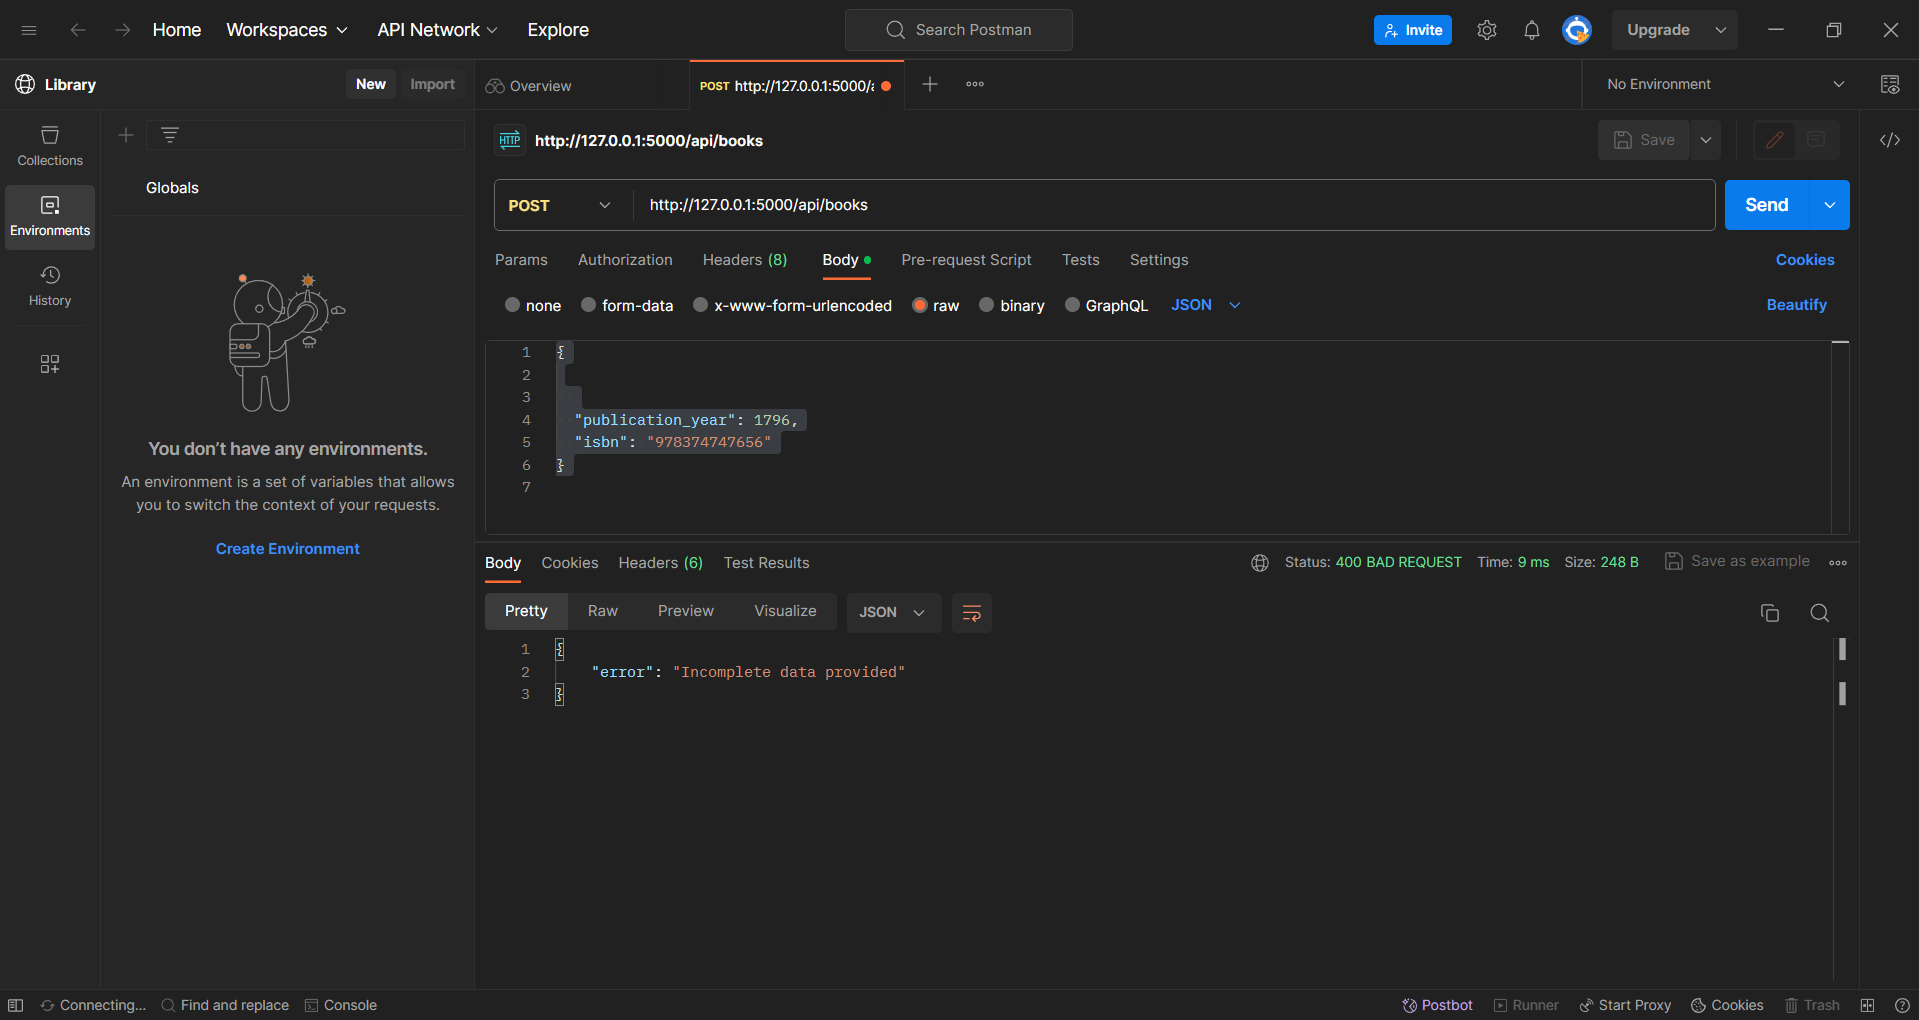 Home Workspaces API Network Explore Search Postman Invite Upgrade
Library New Import Overview POST http://127.0.0.1:5000/ No Environment
Collections
Environments
History
Globals
You don't have any environments.
An environment is a set of variables that allows
you to switch the context of your requests.
Create Environment
HTTP http://127.0.0.1:5000/api/books Save
POST http://127.0.0.1:5000/api/books Send
Params Authorization Headers (8) Body Pre-request Script Tests Settings Cookies
none form-data x-www-form-urlencoded raw binary GraphQL JSON Beautify
1 {
2
3
4 "publication_year": 1796,
5 "isbn": "978374747656"
6 }
7
Body Cookies Headers (6) Test Results Status: 400 BAD REQUEST Time: 9 ms Size: 248 B Save as example
Pretty Raw Preview Visualize JSON
1 {
2 "error": "Incomplete data provided"
3 }
Connecting... Find and replace Console Postbot Runner Start Proxy Cookies Trash